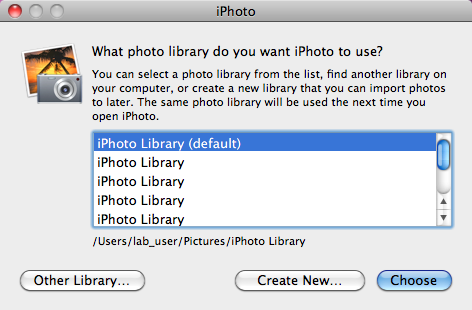 iPhoto
What photo library do you want iPhoto to use?
You can select a photo library from the list, find another library on
your computer, or create a new library that you can import photos
to later. The same photo library will be used the next time you
open iPhoto.
iPhoto Library (default)
iPhoto Library
iPhoto Library
iPhoto Library
iPhoto Library
/Users/lab_user/Pictures/iPhoto Library
Other Library... Create New... Choose